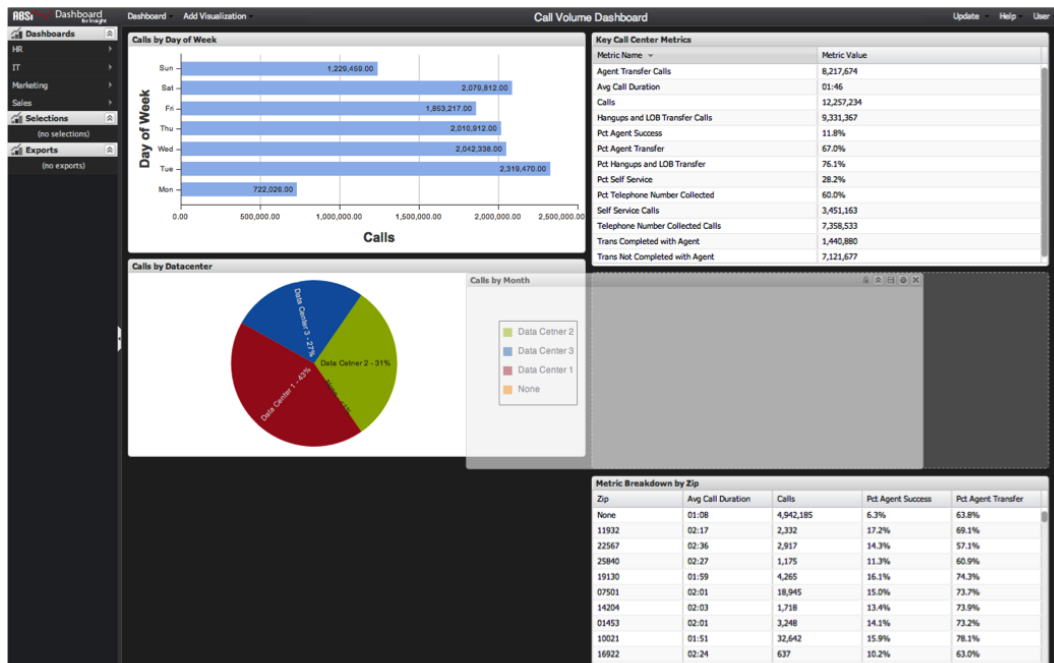 ABSi Dashboard for Insight
Dashboard Add Visualization Call Volume Dashboard Update Help User
Dashboards
HR
IT
Marketing
Sales
Selections
(no selections)
Exports
(no exports)
Calls by Day of Week
Day of Week
Sun 1,229,459.00
Sat 2,079,812.00
Fri 1,853,217.00
Thu 2,010,912.00
Wed 2,042,338.00
Tue 2,319,470.00
Mon 722,026.00
0.00 500,000.00 1,000,000.00 1,500,000.00 2,000,000.00 2,500,000.00
Calls
Key Call Center Metrics
Metric Name Metric Value
Agent Transfer Calls 8,217,674
Avg Call Duration 01:46
Calls 12,257,234
Hangups and LOB Transfer Calls 9,331,367
Pct Agent Success 11.8%
Pct Agent Transfer 67.0%
Pct Hangups and LOB Transfer 76.1%
Pct Self Service 28.2%
Pct Telephone Number Collected 60.0%
Self Service Calls 3,451,163
Telephone Number Collected Calls 7,358,533
Trans Completed with Agent 1,440,880
Trans Not Completed with Agent 7,121,677
Calls by Datacenter
Data Center 3 - 27%
Data Cetner 2 - 31%
Data Center 1 - 43%
Calls by Month
Data Cetner 2
Data Center 3
Data Center 1
None
Metric Breakdown by Zip
Zip Avg Call Duration Calls Pct Agent Success Pct Agent Transfer
None 01:08 4,942,185 6.3% 63.8%
11932 02:17 2,332 17.2% 69.1%
22567 02:36 2,917 14.3% 57.1%
25840 02:27 1,175 11.3% 60.9%
19130 01:59 4,265 16.1% 74.3%
07501 02:01 18,945 15.0% 73.7%
14204 02:03 1,718 13.4% 73.9%
01453 02:01 3,248 14.1% 73.2%
10021 01:51 32,642 15.9% 78.1%
16922 02:24 637 10.2% 63.0%